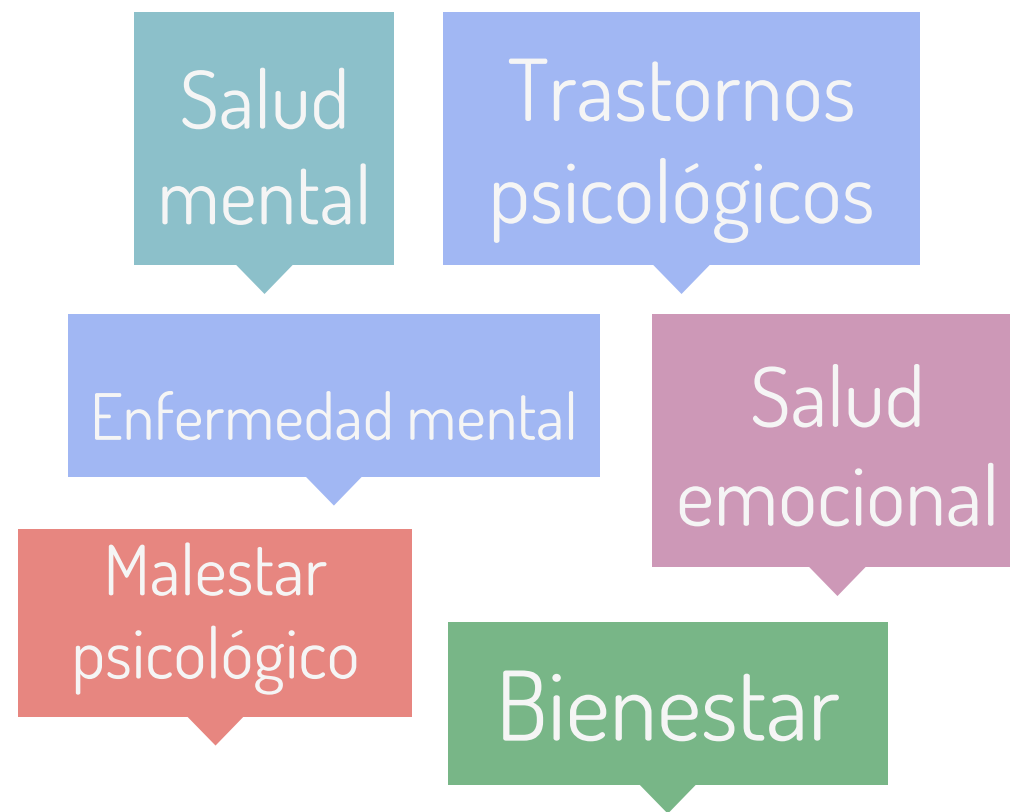 Salud
mental
Trastornos
psicológicos
Enfermedad mental
Salud
emocional
Malestar
psicológico
Bienestar